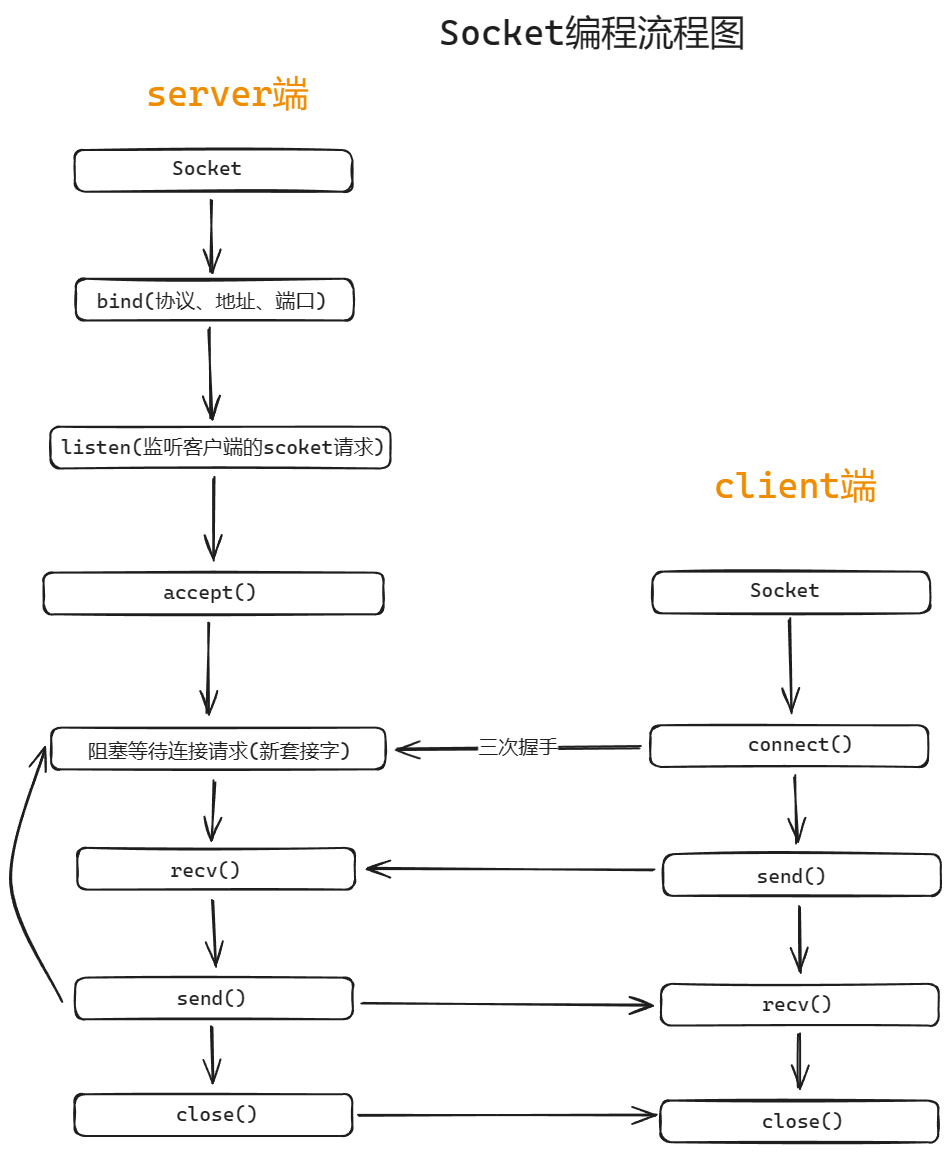 Socket编程流程图
server端
Socket
bind(协议、地址、端口)
listen(监听客户端的scoket请求)
accept()
阻塞等待连接请求(新套接字)
recv()
send()
close()
三次握手
client端
Socket
connect()
send()
recv()
close()